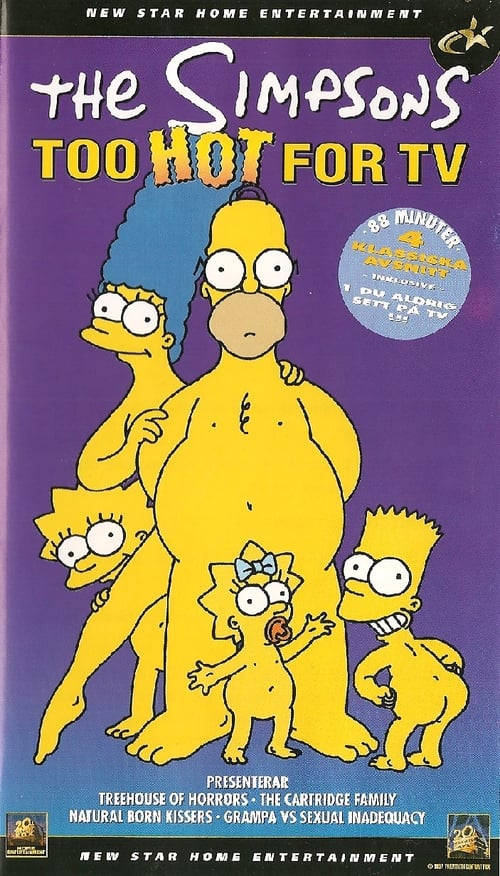 NEW STAR HOME ENTERTAINMENT
THE SIMPSONS
TOO HOT FOR TV
88 MINUTER
4
KLASSISKA
AVSNITT
- INKLUSIVE -
1 DU ALDRIG
SETT PÅ TV
!!!
PRESENTERAR
TREEHOUSE OF HORRORS · THE CARTRIDGE FAMILY
NATURAL BORN KISSERS · GRAMPA VS SEXUAL INADEQUACY
NEW STAR HOME ENTERTAINMENT